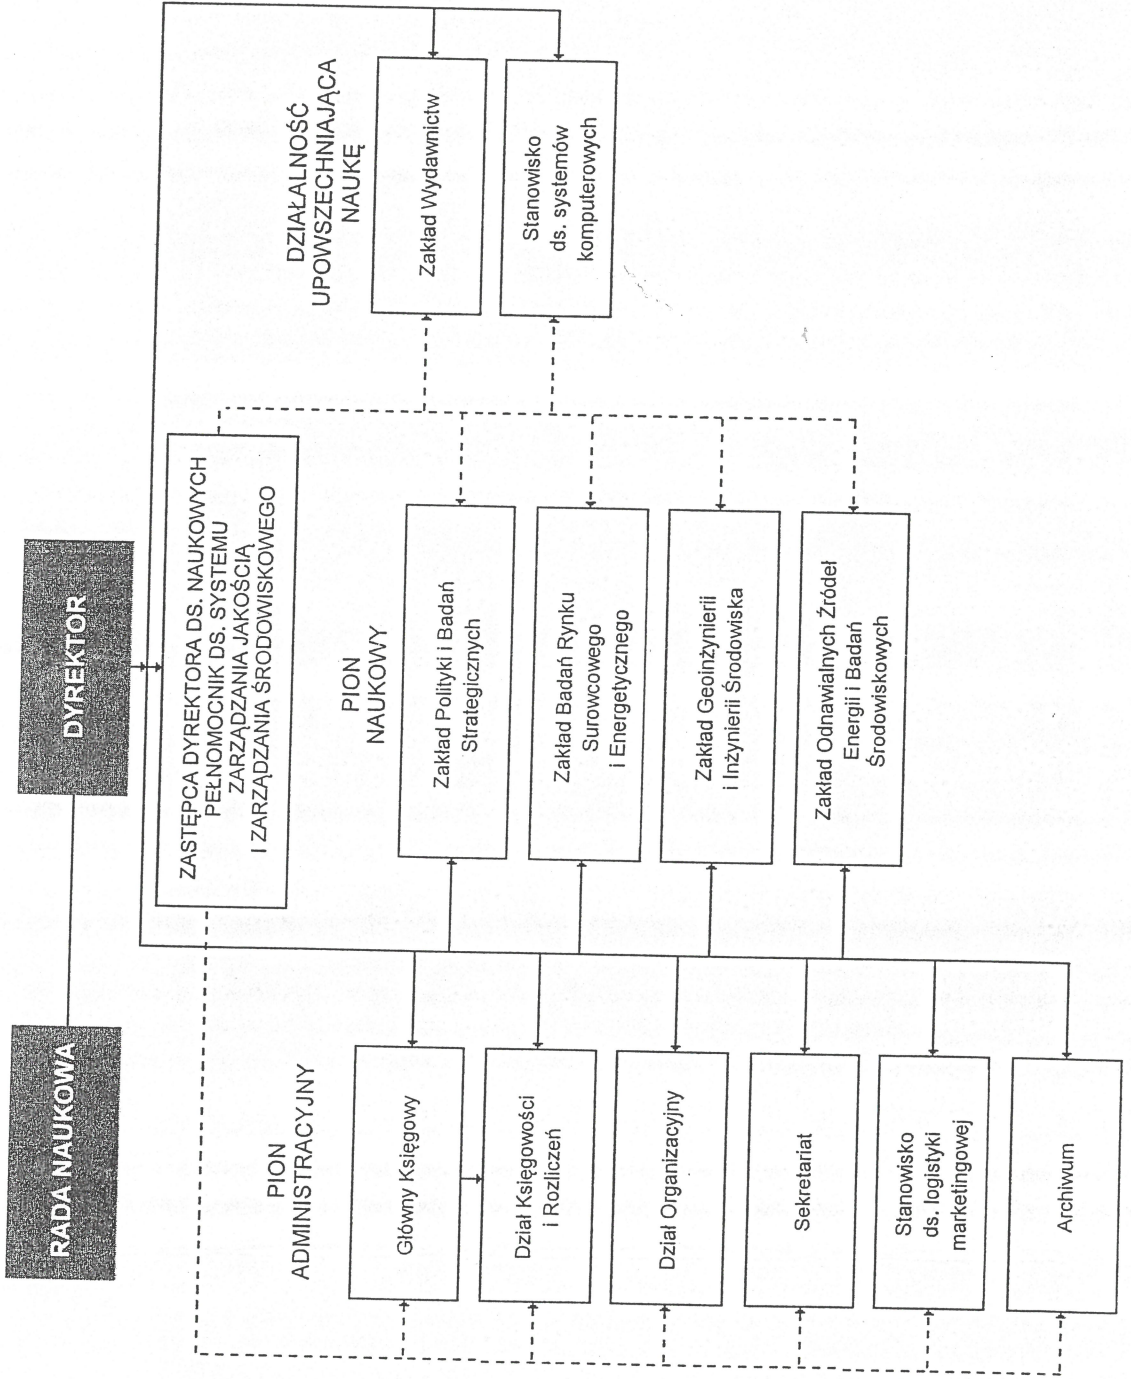 RADA NAUKOWA
DYREKTOR
ZASTĘPCA DYREKTORA DS. NAUKOWYCH
PEŁNOMOCNIK DS. SYSTEMU
ZARZĄDZANIA JAKOŚCIĄ
I ZARZĄDZANIA ŚRODOWISKOWEGO
PION
ADMINISTRACYJNY
Główny Księgowy
Dział Księgowości
i Rozliczeń
Dział Organizacyjny
Sekretariat
Stanowisko
ds. logistyki
marketingowej
Archiwum
PION
NAUKOWY
Zakład Polityki i Badań
Strategicznych
Zakład Badań Rynku
Surowcowego
i Energetycznego
Zakład Geoinżynierii
i Inżynierii Środowiska
Zakład Odnawialnych Źródeł
Energii i Badań
Środowiskowych
DZIAŁALNOŚĆ
UPOWSZECHNIAJĄCA
NAUKĘ
Zakład Wydawnictw
Stanowisko
ds. systemów
komputerowych